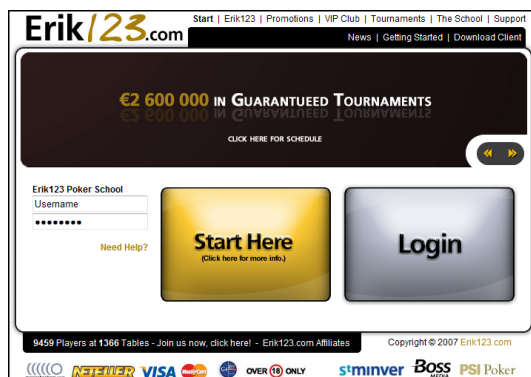 Erik123.com
Start | Erik123 | Promotions | VIP Club | Tournaments | The School | Support
News | Getting Started | Download Client
€2 600 000 IN GUARANTUEED TOURNAMENTS
CLICK HERE FOR SCHEDULE
Erik123 Poker School
Username
Need Help?
Start Here
(Click here for more info.)
Login
9459 Players at 1366 Tables - Join us now, click here! - Erik123.com Affiliates
Copyright © 2007 Erik123.com
NETELLER VISA MasterCard OVER 18 ONLY stminver BOSS MEDIA PSI Poker